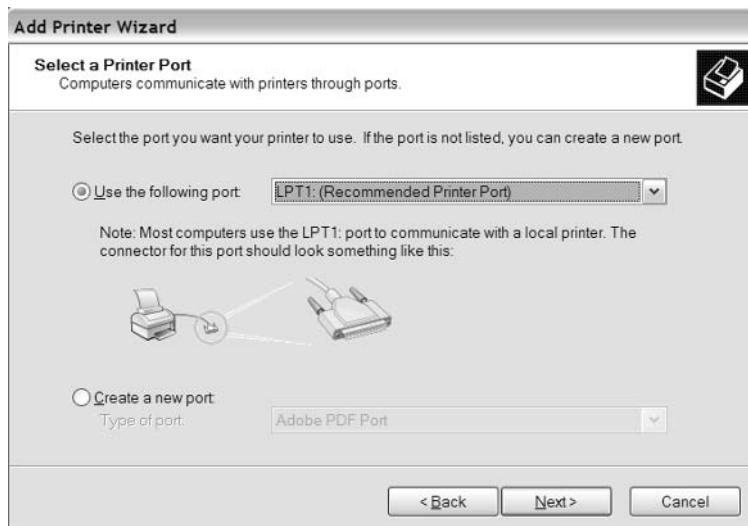 Add Printer Wizard
Select a Printer Port
Computers communicate with printers through ports.
Select the port you want your printer to use. If the port is not listed, you can create a new port.
Use the following port: LPT1: (Recommended Printer Port)
Note: Most computers use the LPT1: port to communicate with a local printer. The
connector for this port should look something like this:
Create a new port:
Type of port: Adobe PDF Port
< Back Next > Cancel